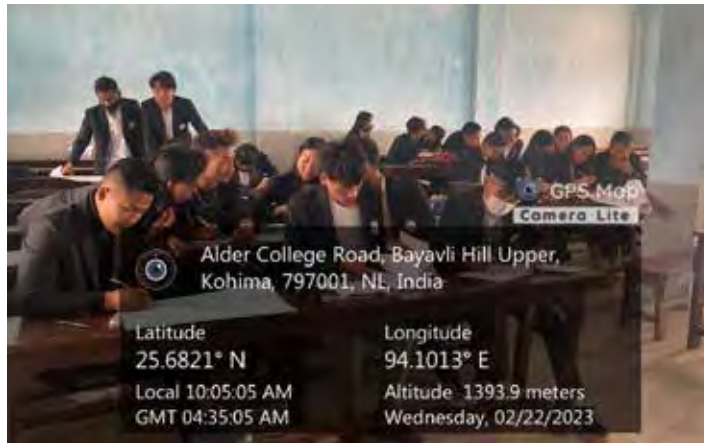 GPS Map
Camera Lite
Alder College Road, Bayavli Hill Upper,
Kohima, 797001, NL, India
Latitude
25.6821° N
Longitude
94.1013° E
Local 10:05:05 AM
GMT 04:35:05 AM
Altitude 1393.9 meters
Wednesday, 02/22/2023